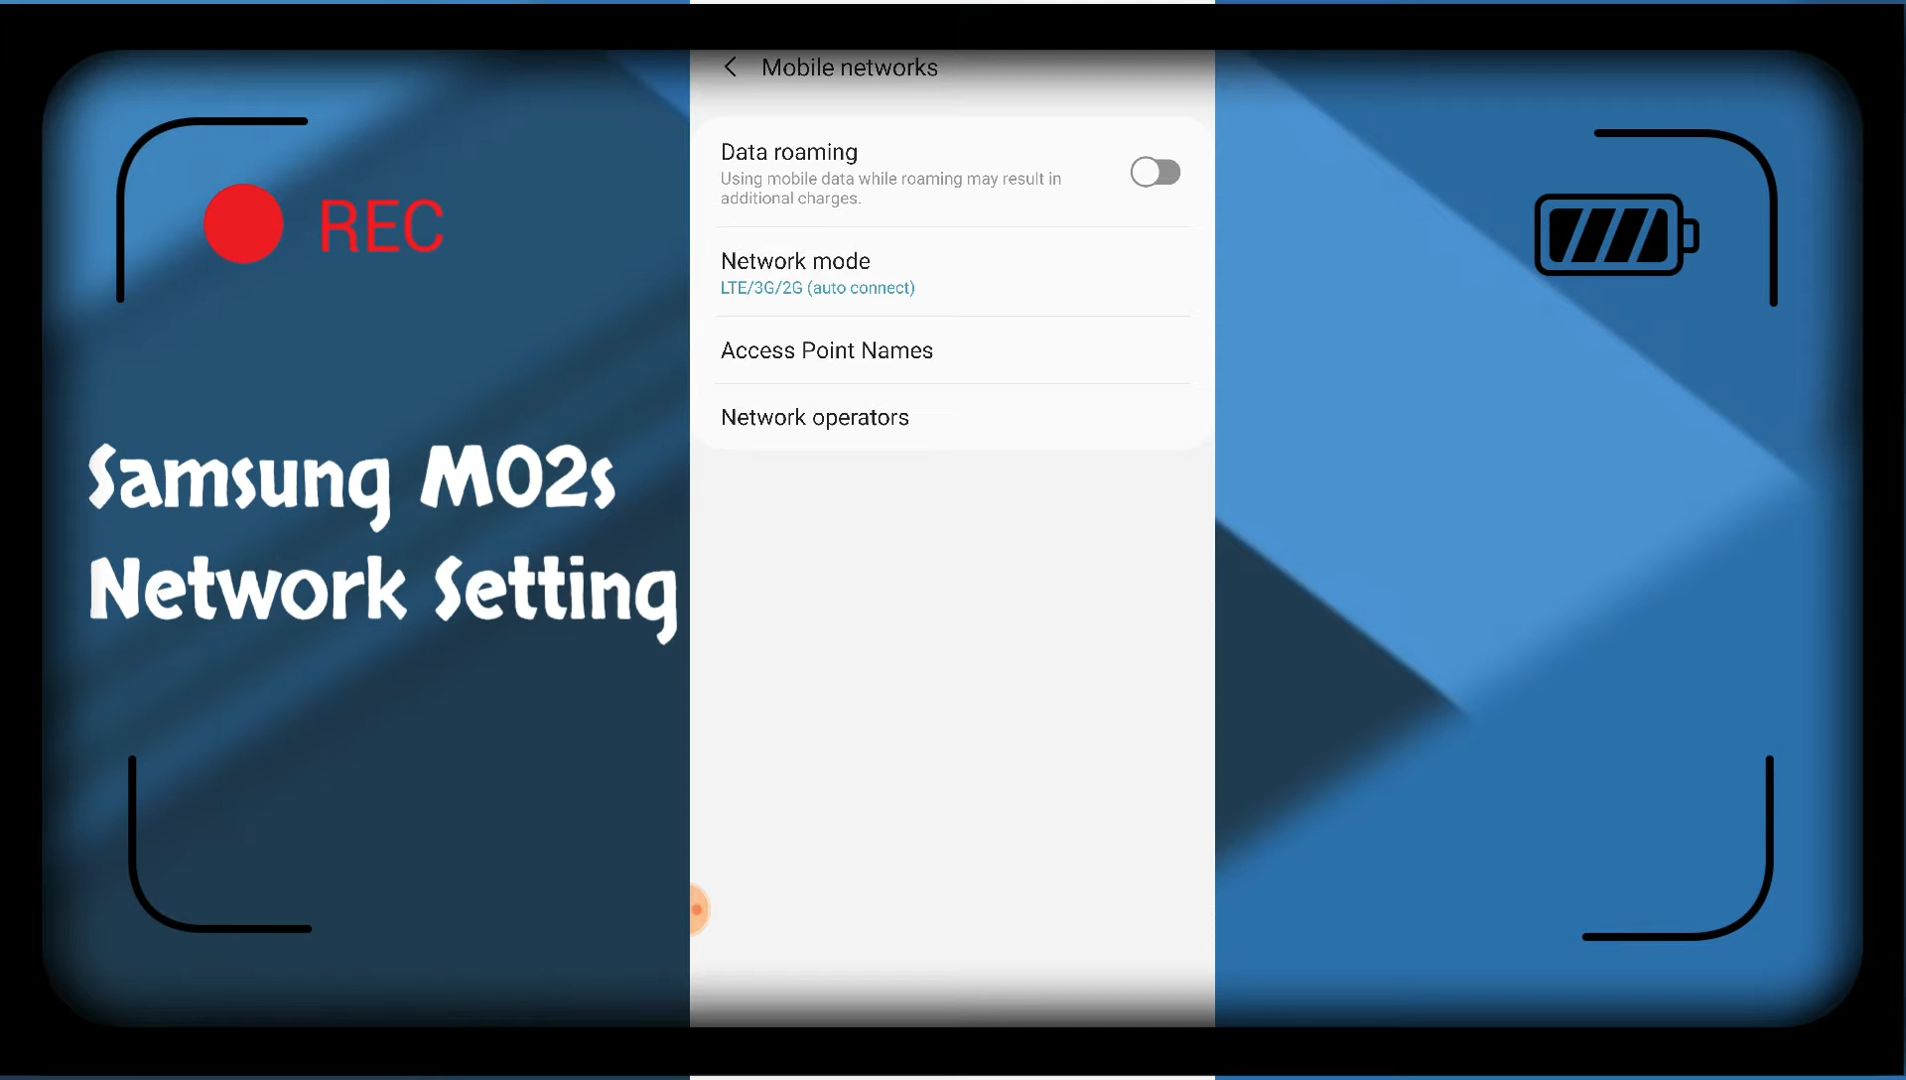 Mobile networks
Data roaming
Using mobile data while roaming may result in
additional charges.
REC
Network mode
LTE/3G/2G (auto connect)
Access Point Names
Network operators
Samsung M02s
Network Setting